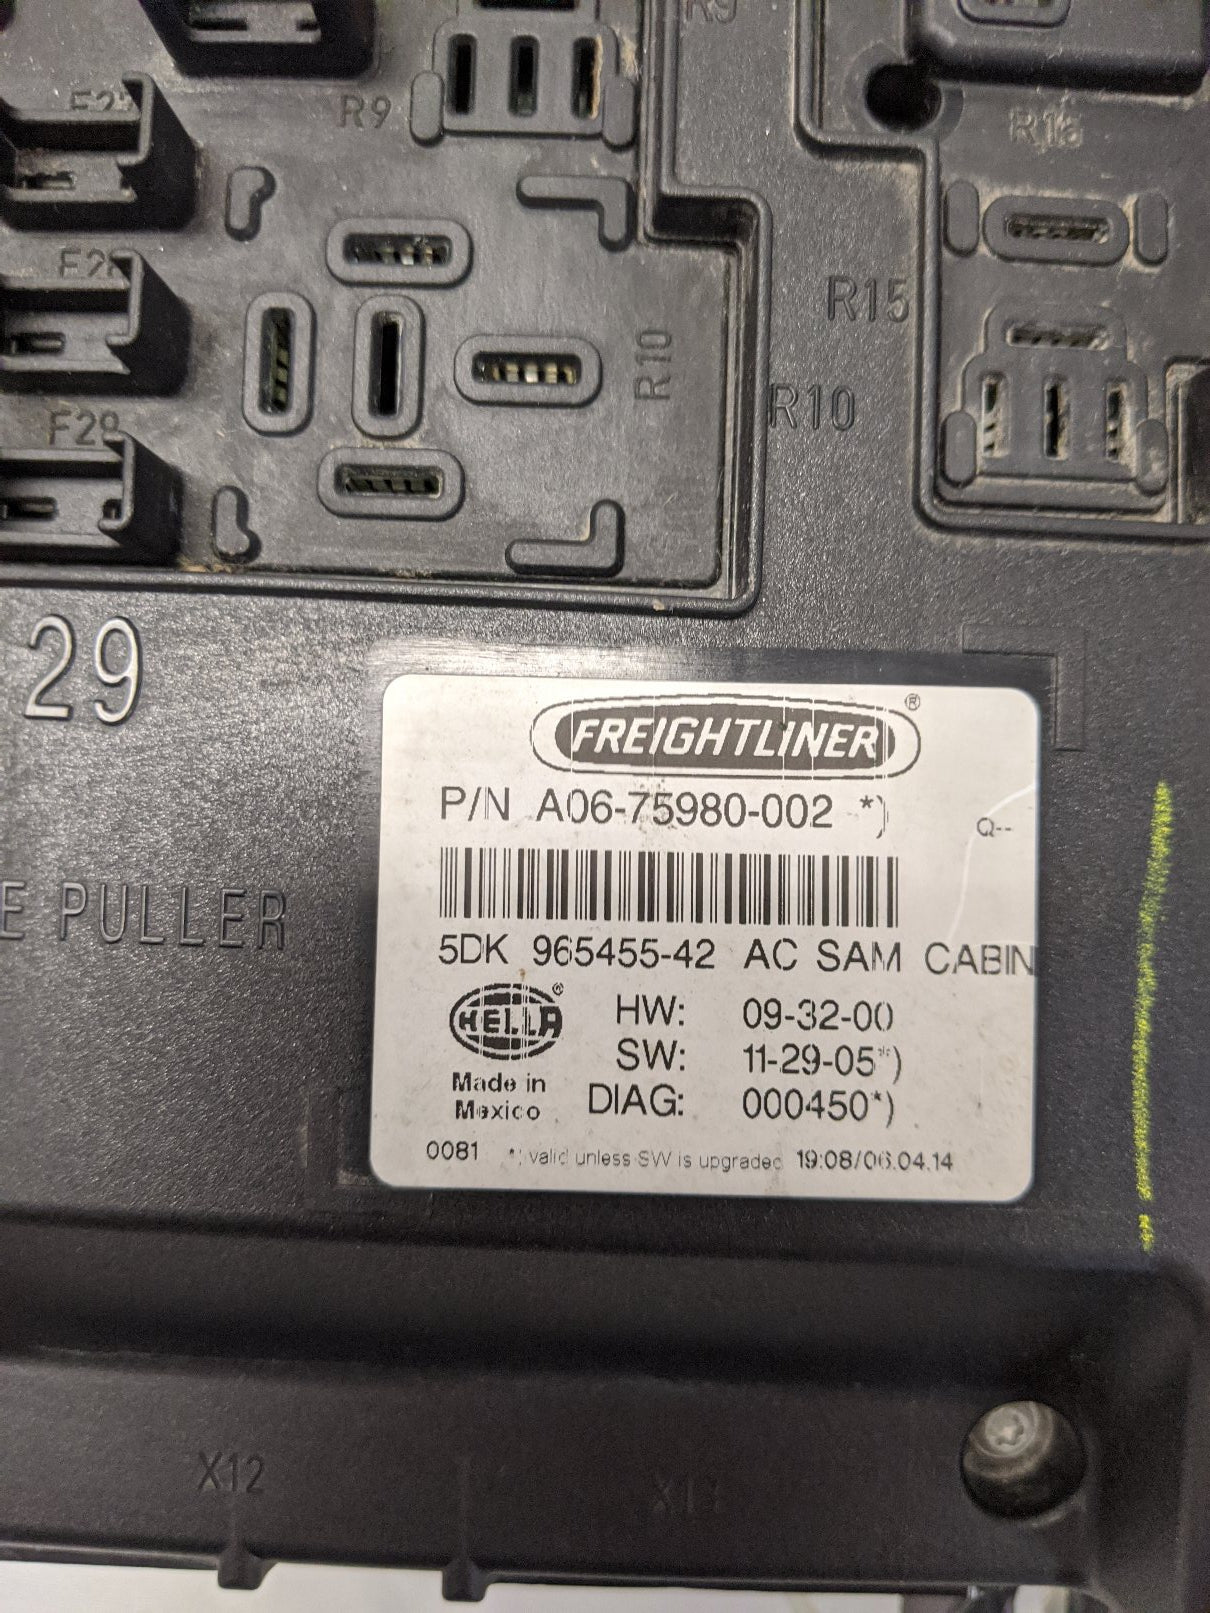 R9
R9
R16
F28
R15
R10
R10
F29
29
FREIGHTLINER ®
P/N A06-75980-002 *)
Q--
E PULLER
5DK 965455-42 AC SAM CABIN
HELLA ®
HW: 09-32-00
SW: 11-29-05*)
Made in
Mexico
DIAG: 000450*)
0081 *) valid unless SW is upgraded 19:08/06.04.14
X12